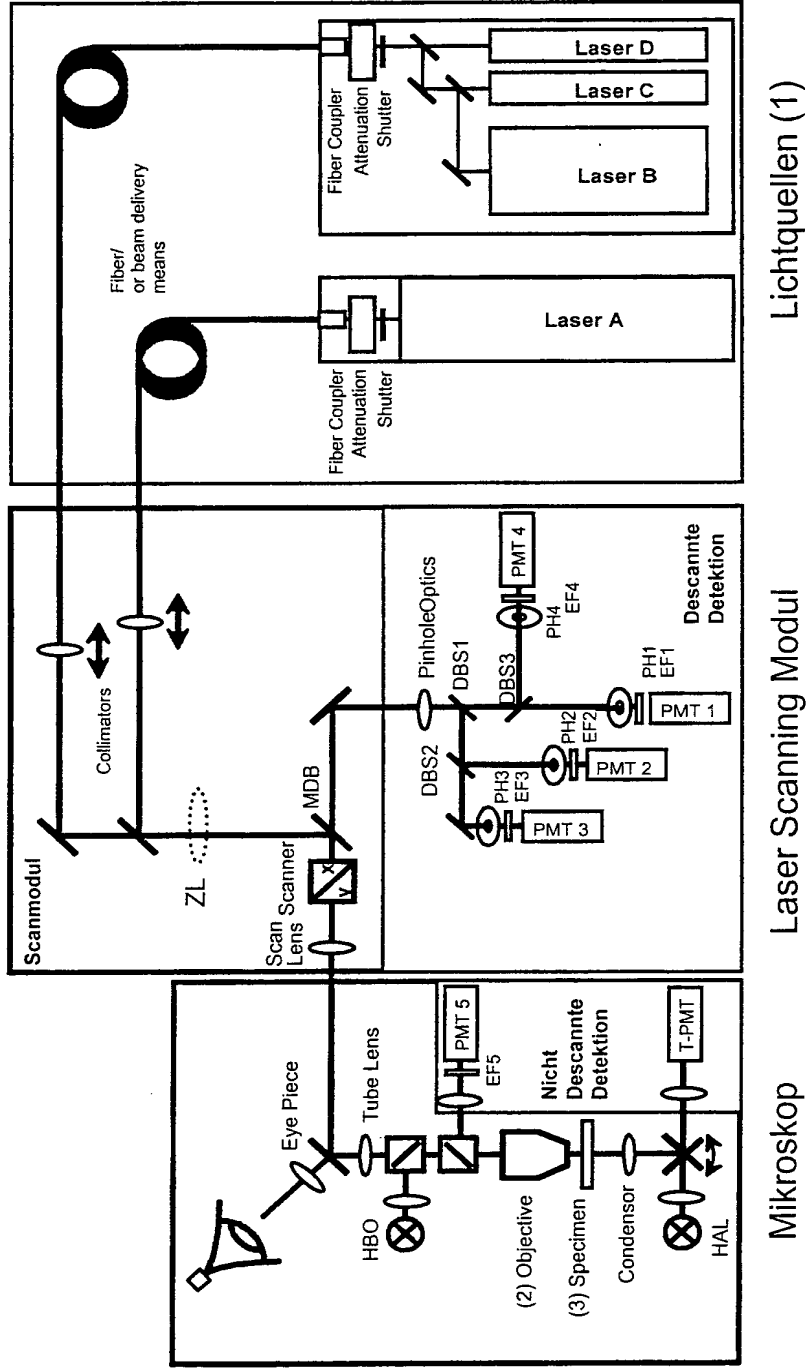 Lichtquellen (1)
Laser D
Laser C
Laser B
Fiber Coupler
Attenuation
Shutter
Fiber/
or beam delivery
means
Laser A
Fiber Coupler
Attenuation
Shutter
Laser Scanning Modul
Scanmodul
Collimators
ZL
MDB
Scanner
x
y
Scan
Lens
PinholeOptics
DBS1
DBS2
DBS3
PMT 4
PH4
EF4
Descannte
Detektion
PH1
EF1
PMT 1
PH2
EF2
PMT 2
PH3
EF3
PMT 3
Mikroskop
Eye Piece
Tube Lens
HBO
PMT 5
EF5
Nicht
Descannte
Detektion
(2) Objective
(3) Specimen
Condensor
T-PMT
HAL